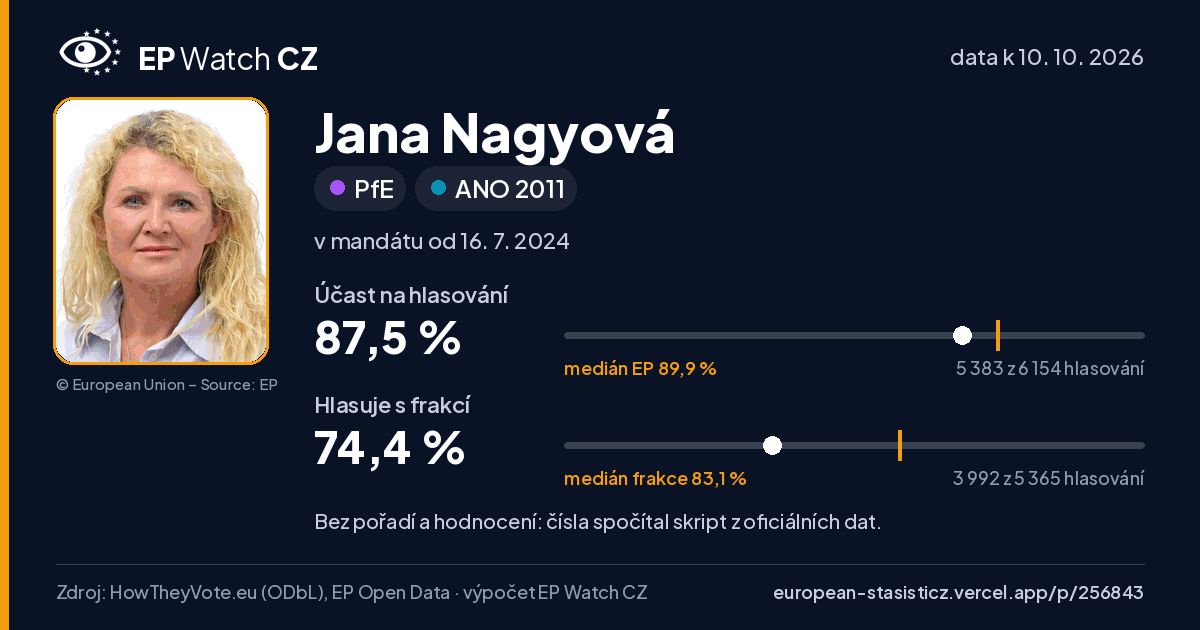 EP Watch CZ
data k 10. 10. 2026
Jana Nagyová
PfE
ANO 2011
v mandátu od 16. 7. 2024
Účast na hlasování
87,5 %
medián EP 89,9 %
5 383 z 6 154 hlasování
© European Union – Source: EP
Hlasuje s frakcí
74,4 %
medián frakce 83,1 %
3 992 z 5 365 hlasování
Bez pořadí a hodnocení: čísla spočítal skript z oficiálních dat.
Zdroj: HowTheyVote.eu (ODbL), EP Open Data · výpočet EP Watch CZ
european-stasisticz.vercel.app/p/256843